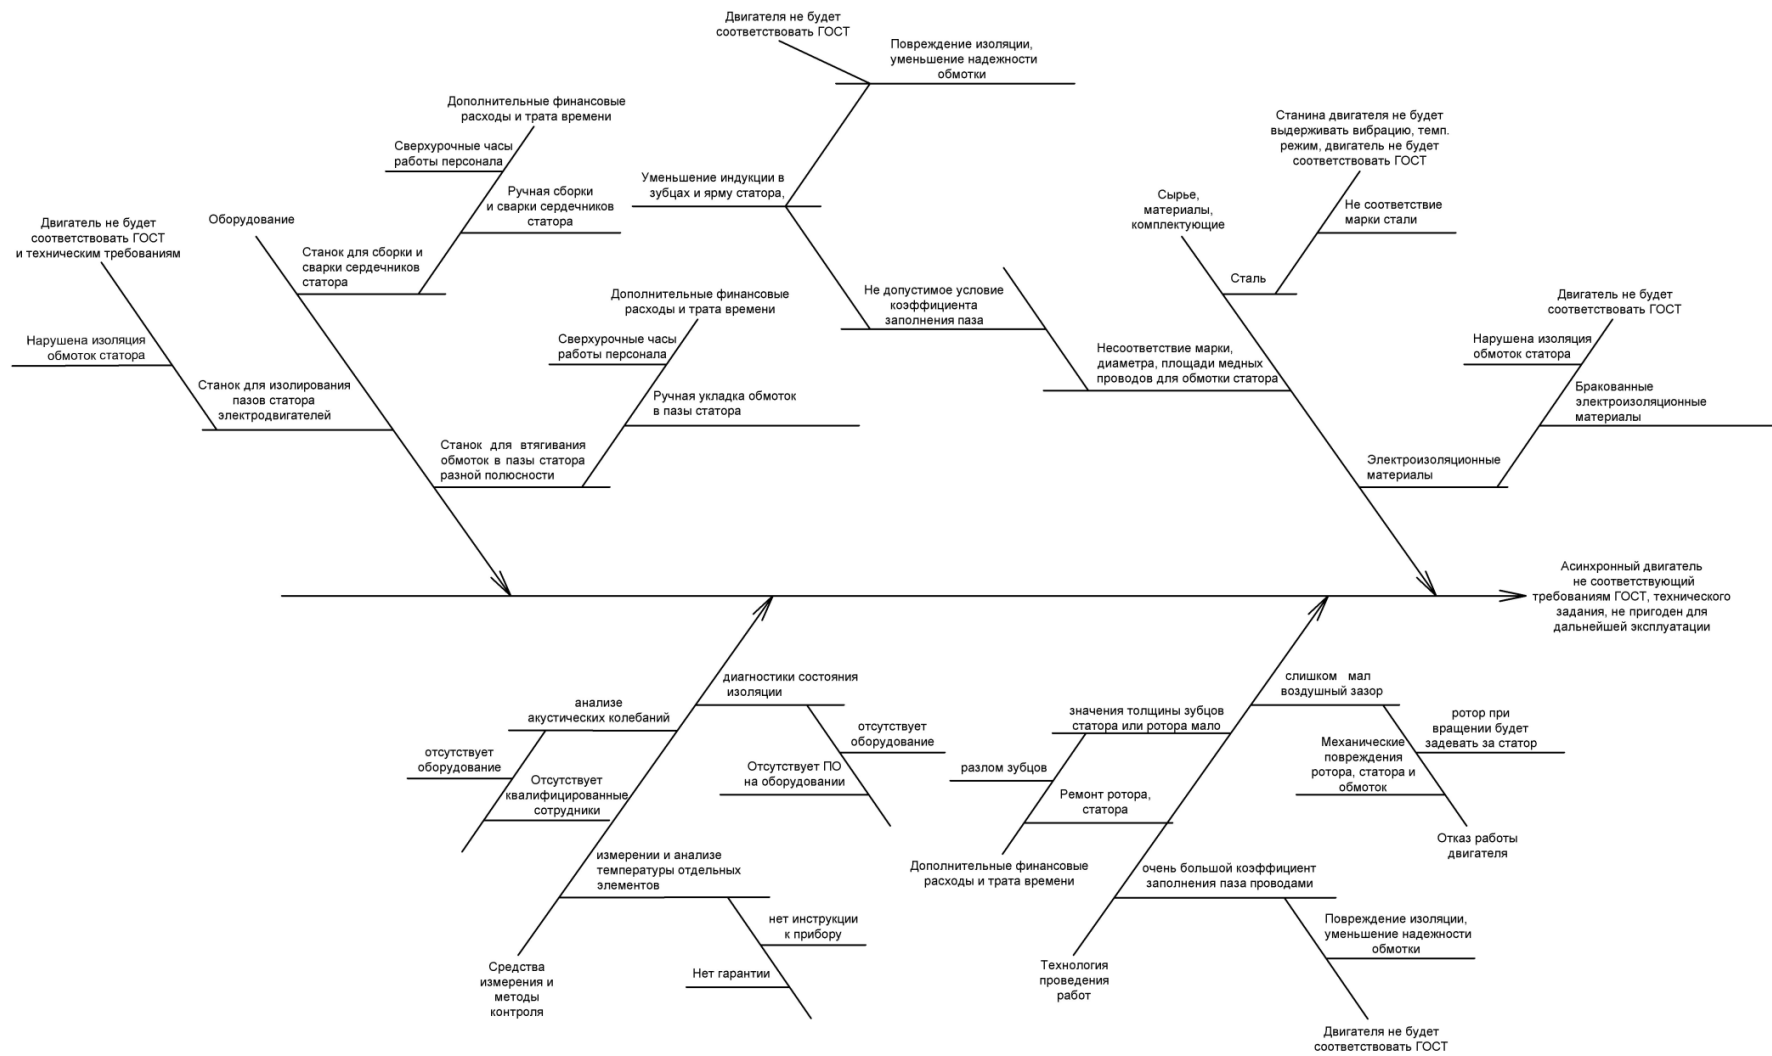 Двигателя не будет
соответствовать ГОСТ
Повреждение изоляции,
уменьшение надежности
обмотки
Дополнительные финансовые
расходы и трата времени
Сверхурочные часы
работы персонала
Ручная сборки
и сварки сердечников
статора
Станина двигателя не будет
выдерживать вибрацию, темп.
режим, двигатель не будет
соответствовать ГОСТ
Уменьшение индукции в
зубцах и ярму статора,
Сырье,
материалы,
комплектующие
Не соответствие
марки стали
Двигатель не будет
соответствовать ГОСТ
и техническим требованиям
Оборудование
Станок для сборки и
сварки сердечников
статора
Сталь
Дополнительные финансовые
расходы и трата времени
Не допустимое условие
коэффициента
заполнения паза
Двигатель не будет
соответствовать ГОСТ
Нарушена изоляция
обмоток статора
Сверхурочные часы
работы персонала
Несоответствие марки,
диаметра, площади медных
проводов для обмотки статора
Нарушена изоляция
обмоток статора
Станок для изолирования
пазов статора
электродвигателей
Ручная укладка обмоток
в пазы статора
Бракованные
электроизоляционные
материалы
Станок для втягивания
обмоток в пазы статора
разной полюсности
Электроизоляционные
материалы
Асинхронный двигатель
не соответствующий
требованиям ГОСТ, технического
задания, не пригоден для
дальнейшей эксплуатации
диагностики состояния
изоляции
слишком мал
воздушный зазор
анализе
акустических колебаний
значения толщины зубцов
статора или ротора мало
ротор при
вращении будет
задевать за статор
отсутствует
оборудование
отсутствует
оборудование
Механические
повреждения
ротора, статора и
обмоток
Отсутствует ПО
на оборудовании
разлом зубцов
Отсутствует
квалифицированные
сотрудники
Ремонт ротора,
статора
Отказ работы
двигателя
измерении и анализе
температуры отдельных
элементов
Дополнительные финансовые
расходы и трата времени
очень большой коэффициент
заполнения паза проводами
нет инструкции
к прибору
Повреждение изоляции,
уменьшение надежности
обмотки
Нет гарантии
Средства
измерения и
методы
контроля
Технология
проведения
работ
Двигателя не будет
соответствовать ГОСТ